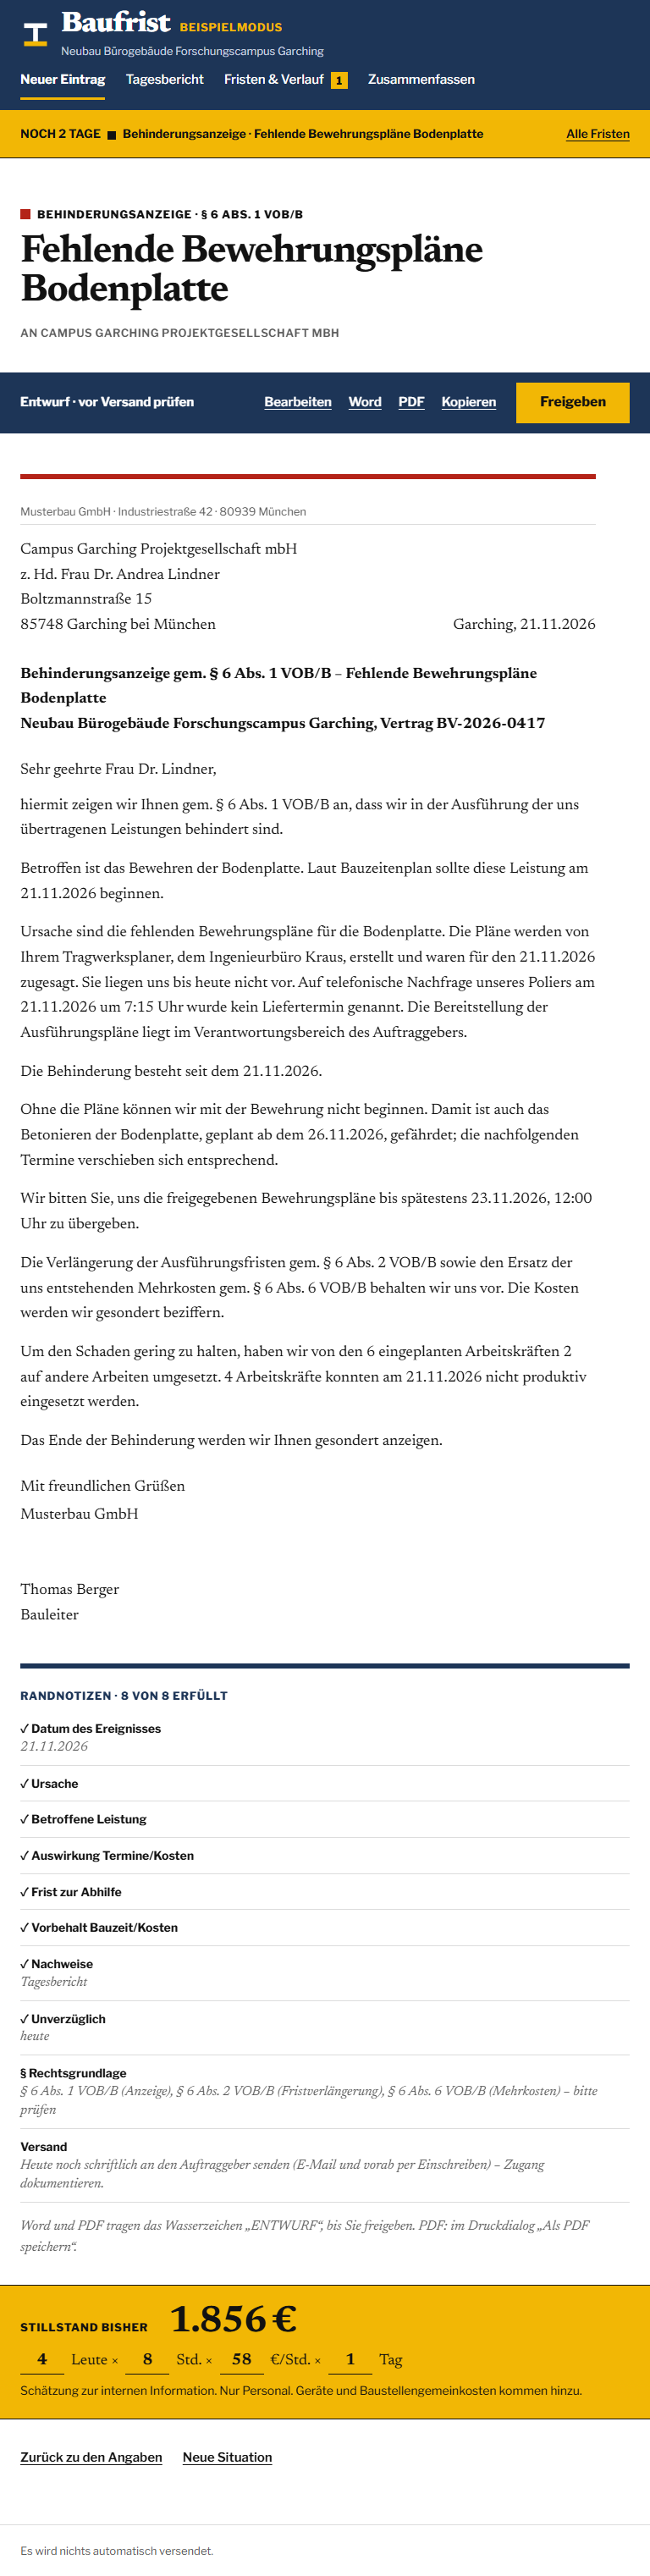 Baufrist BEISPIELMODUS
Neubau Bürogebäude Forschungscampus Garching
Neuer Eintrag Tagesbericht Fristen & Verlauf 1 Zusammenfassen
NOCH 2 TAGE Behinderungsanzeige · Fehlende Bewehrungspläne Bodenplatte Alle Fristen
BEHINDERUNGSANZEIGE · § 6 ABS. 1 VOB/B
Fehlende Bewehrungspläne
Bodenplatte
AN CAMPUS GARCHING PROJEKTGESELLSCHAFT MBH
Entwurf · vor Versand prüfen Bearbeiten Word PDF Kopieren Freigeben
Musterbau GmbH · Industriestraße 42 · 80939 München
Campus Garching Projektgesellschaft mbH
z. Hd. Frau Dr. Andrea Lindner
Boltzmannstraße 15
85748 Garching bei München Garching, 21.11.2026
Behinderungsanzeige gem. § 6 Abs. 1 VOB/B – Fehlende Bewehrungspläne
Bodenplatte
Neubau Bürogebäude Forschungscampus Garching, Vertrag BV-2026-0417
Sehr geehrte Frau Dr. Lindner,
hiermit zeigen wir Ihnen gem. § 6 Abs. 1 VOB/B an, dass wir in der Ausführung der uns
übertragenen Leistungen behindert sind.
Betroffen ist das Bewehren der Bodenplatte. Laut Bauzeitenplan sollte diese Leistung am
21.11.2026 beginnen.
Ursache sind die fehlenden Bewehrungspläne für die Bodenplatte. Die Pläne werden von
Ihrem Tragwerksplaner, dem Ingenieurbüro Kraus, erstellt und waren für den 21.11.2026
zugesagt. Sie liegen uns bis heute nicht vor. Auf telefonische Nachfrage unseres Poliers am
21.11.2026 um 7:15 Uhr wurde kein Liefertermin genannt. Die Bereitstellung der
Ausführungspläne liegt im Verantwortungsbereich des Auftraggebers.
Die Behinderung besteht seit dem 21.11.2026.
Ohne die Pläne können wir mit der Bewehrung nicht beginnen. Damit ist auch das
Betonieren der Bodenplatte, geplant ab dem 26.11.2026, gefährdet; die nachfolgenden
Termine verschieben sich entsprechend.
Wir bitten Sie, uns die freigegebenen Bewehrungspläne bis spätestens 23.11.2026, 12:00
Uhr zu übergeben.
Die Verlängerung der Ausführungsfristen gem. § 6 Abs. 2 VOB/B sowie den Ersatz der
uns entstehenden Mehrkosten gem. § 6 Abs. 6 VOB/B behalten wir uns vor. Die Kosten
werden wir gesondert beziffern.
Um den Schaden gering zu halten, haben wir von den 6 eingeplanten Arbeitskräften 2
auf andere Arbeiten umgesetzt. 4 Arbeitskräfte konnten am 21.11.2026 nicht produktiv
eingesetzt werden.
Das Ende der Behinderung werden wir Ihnen gesondert anzeigen.
Mit freundlichen Grüßen
Musterbau GmbH
Thomas Berger
Bauleiter
RANDNOTIZEN · 8 VON 8 ERFÜLLT
✓ Datum des Ereignisses
21.11.2026
✓ Ursache
✓ Betroffene Leistung
✓ Auswirkung Termine/Kosten
✓ Frist zur Abhilfe
✓ Vorbehalt Bauzeit/Kosten
✓ Nachweise
Tagesbericht
✓ Unverzüglich
heute
§ Rechtsgrundlage
§ 6 Abs. 1 VOB/B (Anzeige), § 6 Abs. 2 VOB/B (Fristverlängerung), § 6 Abs. 6 VOB/B (Mehrkosten) – bitte
prüfen
Versand
Heute noch schriftlich an den Auftraggeber senden (E-Mail und vorab per Einschreiben) – Zugang
dokumentieren.
Word und PDF tragen das Wasserzeichen „ENTWURF“, bis Sie freigeben. PDF: im Druckdialog „Als PDF
speichern“.
STILLSTAND BISHER 1.856 €
4 Leute × 8 Std. × 58 €/Std. × 1 Tag
Schätzung zur internen Information. Nur Personal. Geräte und Baustellengemeinkosten kommen hinzu.
Zurück zu den Angaben Neue Situation
Es wird nichts automatisch versendet.